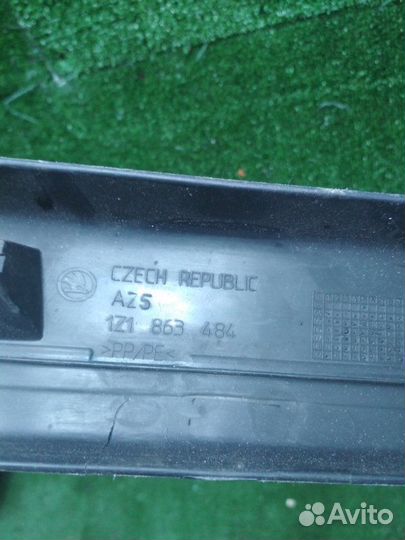 CZECH REPUBLIC
AZ5
1Z1 863 484
>PP/PE<
Avito